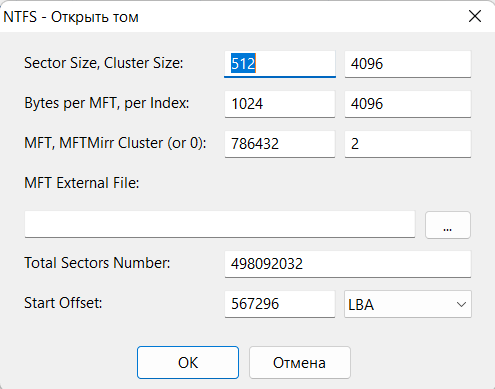 NTFS - Открыть том
Sector Size, Cluster Size: 512 4096
Bytes per MFT, per Index: 1024 4096
MFT, MFTMirr Cluster (or 0): 786432 2
MFT External File:
...
Total Sectors Number: 498092032
Start Offset: 567296 LBA
OK Отмена